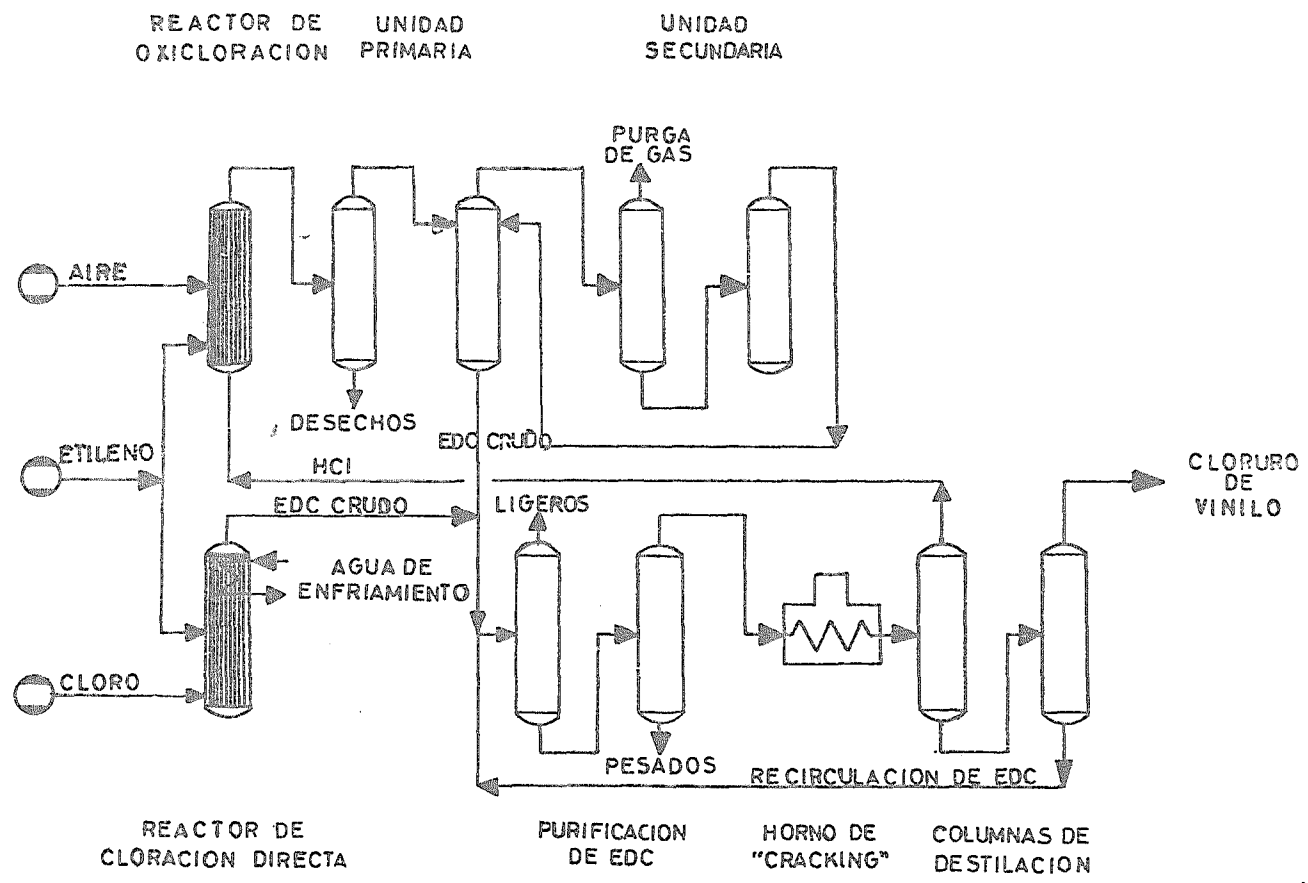 REACTOR DE
OXICLORACION
UNIDAD
PRIMARIA
UNIDAD
SECUNDARIA
PURGA
DE GAS
AIRE
DESECHOS
EDC CRUDO
ETILENO
HCl
CLORURO
DE
VINILO
EDC CRUDO
LIGEROS
AGUA DE
ENFRIAMIENTO
CLORO
PESADOS
RECIRCULACION DE EDC
REACTOR DE
CLORACION DIRECTA
PURIFICACION
DE EDC
HORNO DE
"CRACKING"
COLUMNAS DE
DESTILACION